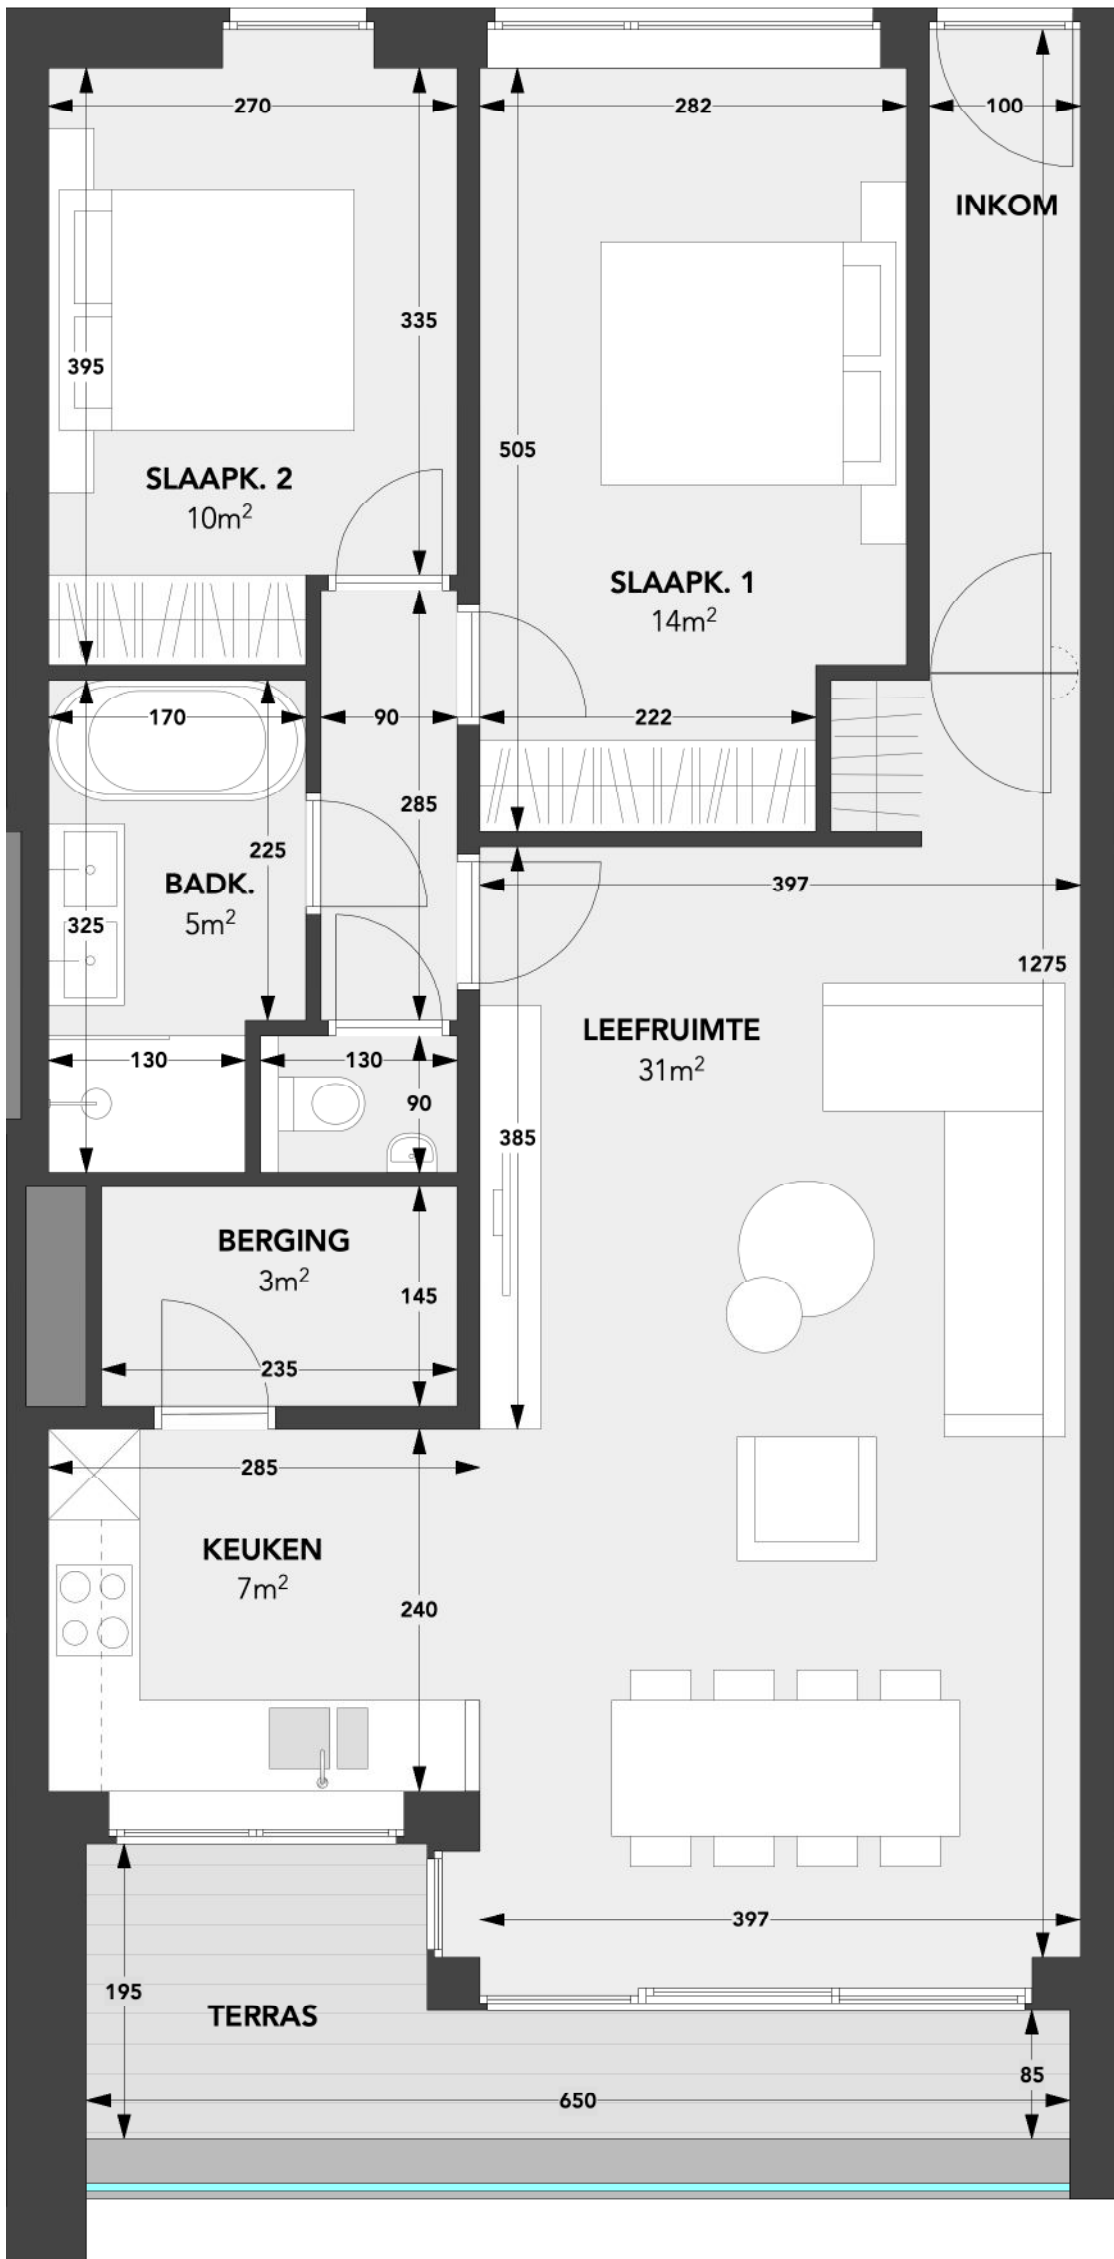 270
282
100
INKOM
335
395
505
SLAAPK. 2
10m²
SLAAPK. 1
14m²
170
90
222
285
225
BADK.
5m²
325
397
1275
LEEFRUIMTE
31m²
130
130
90
385
BERGING
3m²
145
235
285
KEUKEN
7m²
240
397
195
TERRAS
85
650